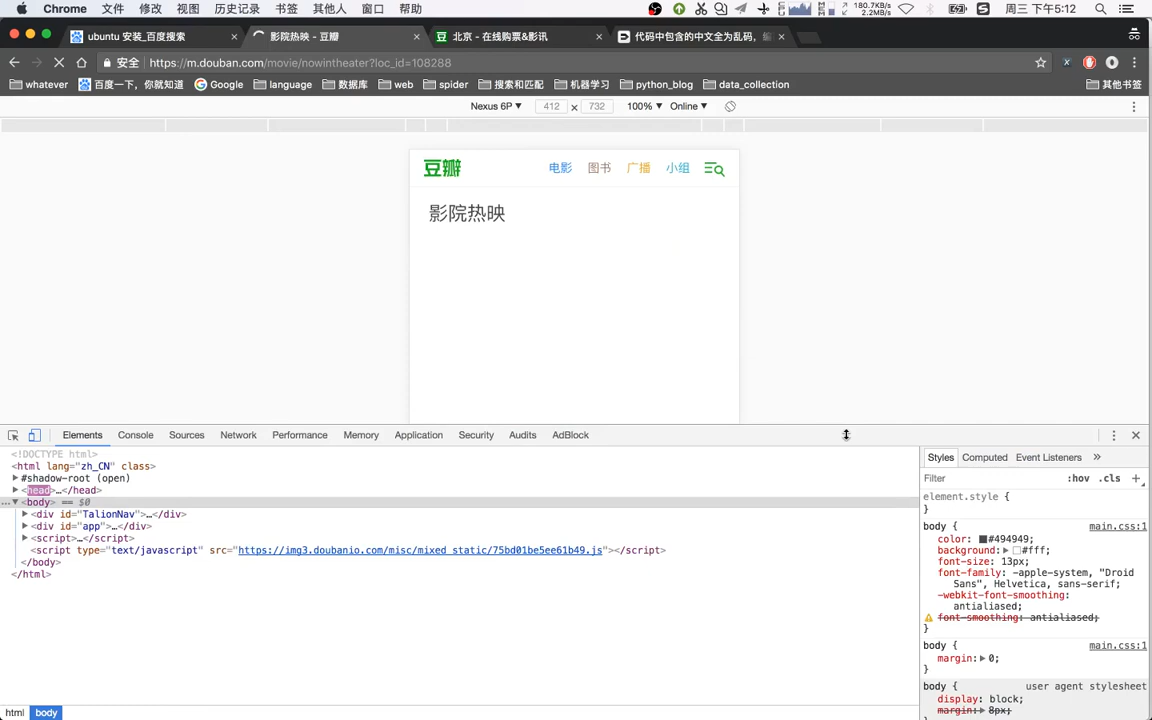 Chrome 文件 修改 视图 历史记录 书签 其他人 窗口 帮助 180.7KB/s 2.2MB/s 周三 下午5:12
ubuntu 安装_百度搜索 影院热映 - 豆瓣 北京 - 在线购票&影讯 代码中包含的中文全为乱码，
安全 https://m.douban.com/movie/nowintheater?loc_id=108288
whatever 百度一下，你就知道 Google language 数据库 web spider 搜索和匹配 机器学习 python_blog data_collection 其他书签
Nexus 6P ▼ 412 × 732 100% ▼ Online ▼
豆瓣 电影 图书 广播 小组
影院热映
Elements Console Sources Network Performance Memory Application Security Audits AdBlock
<!DOCTYPE html>
<html lang="zh_CN" class>
▶ #shadow-root (open)
▶ <head>…</head>
… ▼ <body> == $0
▶ <div id="TalionNav">…</div>
▶ <div id="app">…</div>
▶ <script>…</script>
<script type="text/javascript" src="https://img3.doubanio.com/misc/mixed_static/75bd01be5ee61b49.js"></script>
</body>
</html>
html body
Styles Computed Event Listeners »
Filter :hov .cls +
element.style {
}
body { main.css:1
color: #494949;
background: ▶ #fff;
font-size: 13px;
font-family: -apple-system, "Droid
Sans", Helvetica, sans-serif;
-webkit-font-smoothing:
antialiased;
font-smoothing: antialiased;
}
body { main.css:1
margin: ▶ 0;
}
body { user agent stylesheet
display: block;
margin: ▶ 8px;